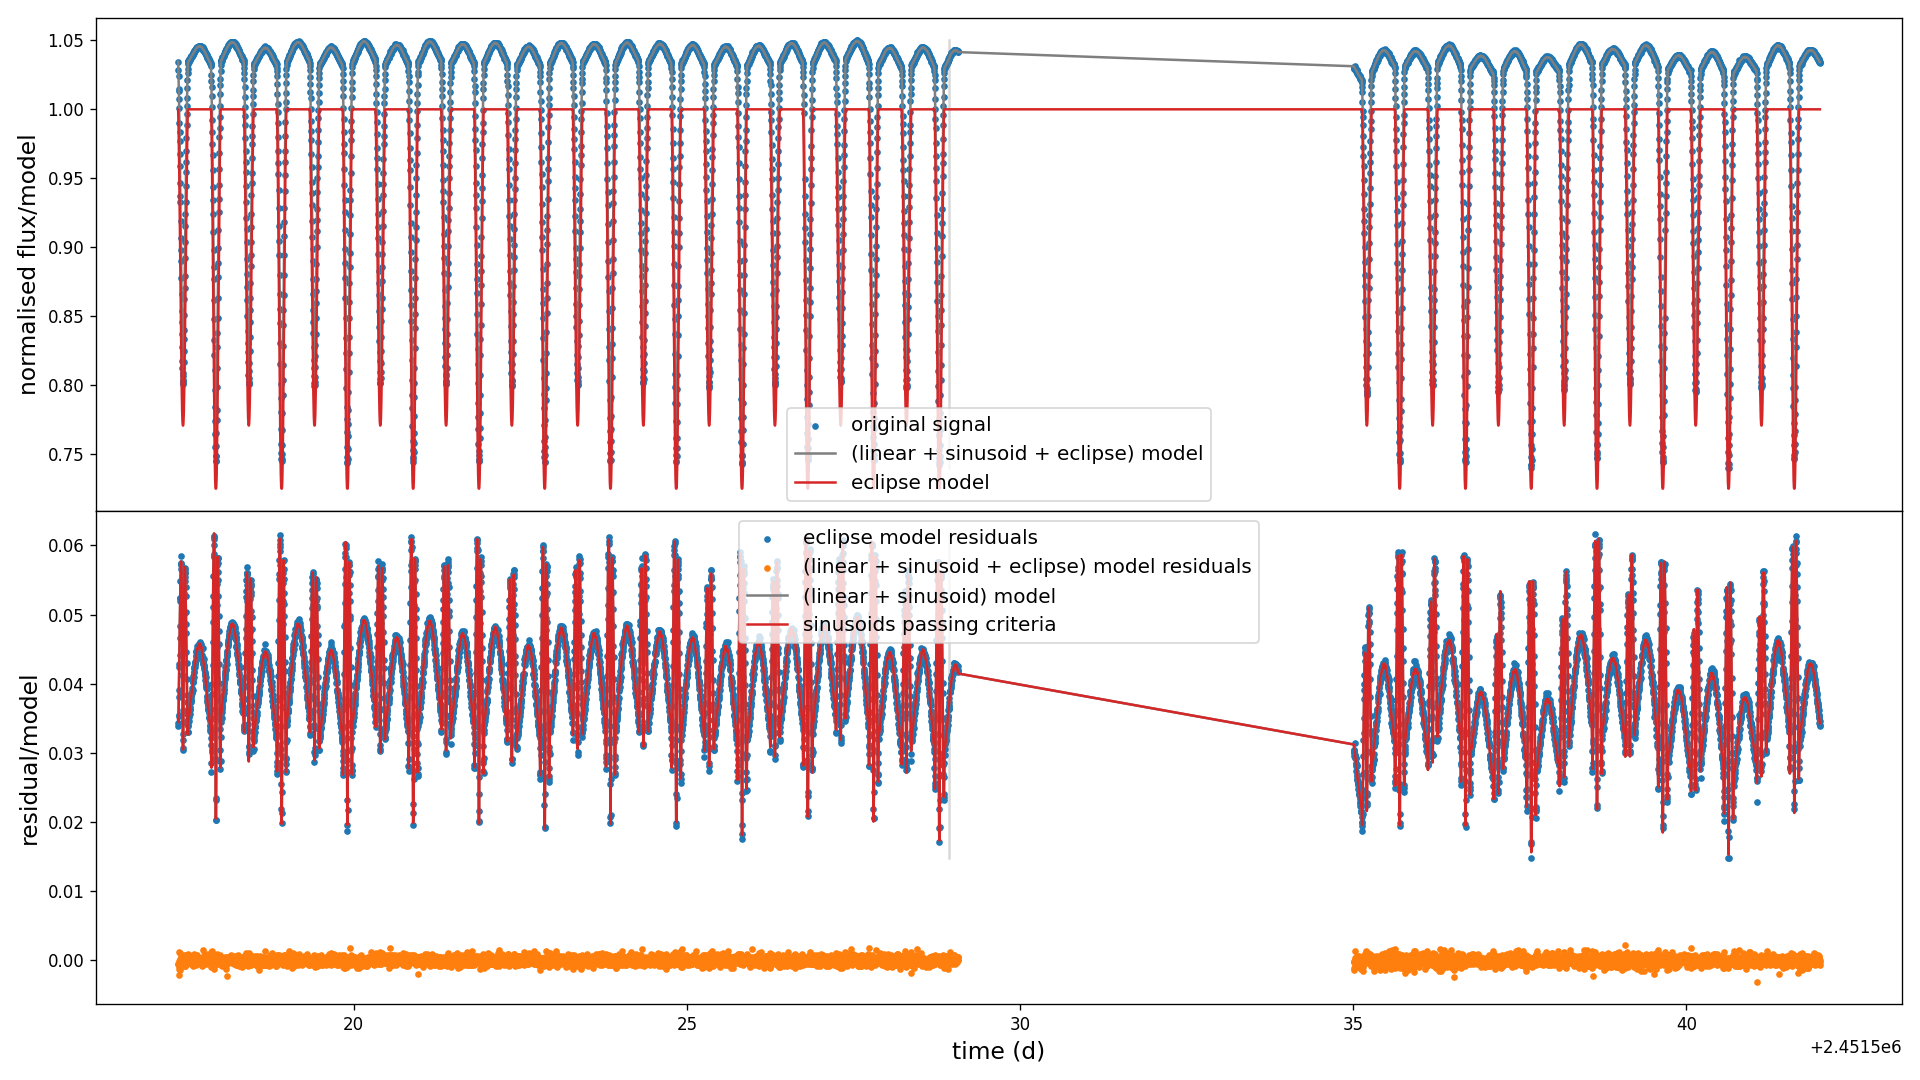 normalised flux/model
1.05
1.00
0.95
0.90
0.85
0.80
0.75
original signal
(linear + sinusoid + eclipse) model
eclipse model
residual/model
0.06
0.05
0.04
0.03
0.02
0.01
0.00
eclipse model residuals
(linear + sinusoid + eclipse) model residuals
(linear + sinusoid) model
sinusoids passing criteria
20
25
30
35
40
time (d)
+2.4515e6